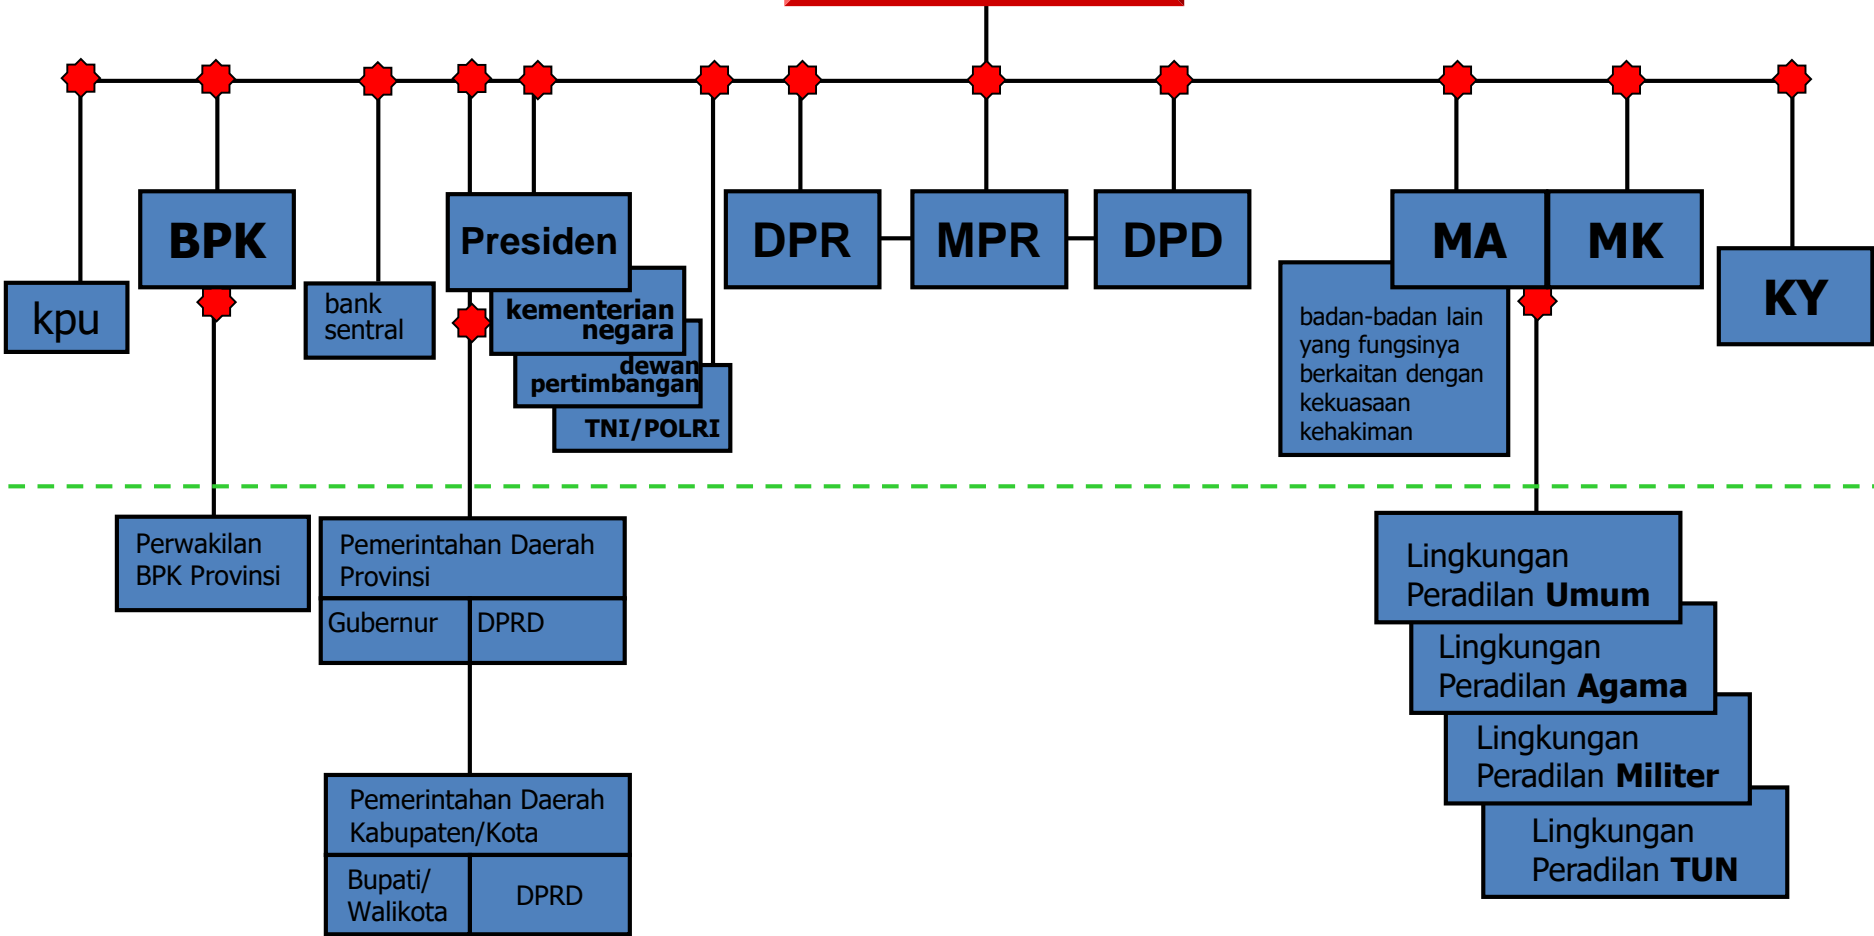 BPK
Presiden
DPR
MPR
DPD
MA
MK
KY
kpu
bank
sentral
kementerian
negara
dewan
pertimbangan
TNI/POLRI
badan-badan lain
yang fungsinya
berkaitan dengan
kekuasaan
kehakiman
Perwakilan
BPK Provinsi
Pemerintahan Daerah
Provinsi
Gubernur
DPRD
Pemerintahan Daerah
Kabupaten/Kota
Bupati/
Walikota
DPRD
Lingkungan
Peradilan Umum
Lingkungan
Peradilan Agama
Lingkungan
Peradilan Militer
Lingkungan
Peradilan TUN